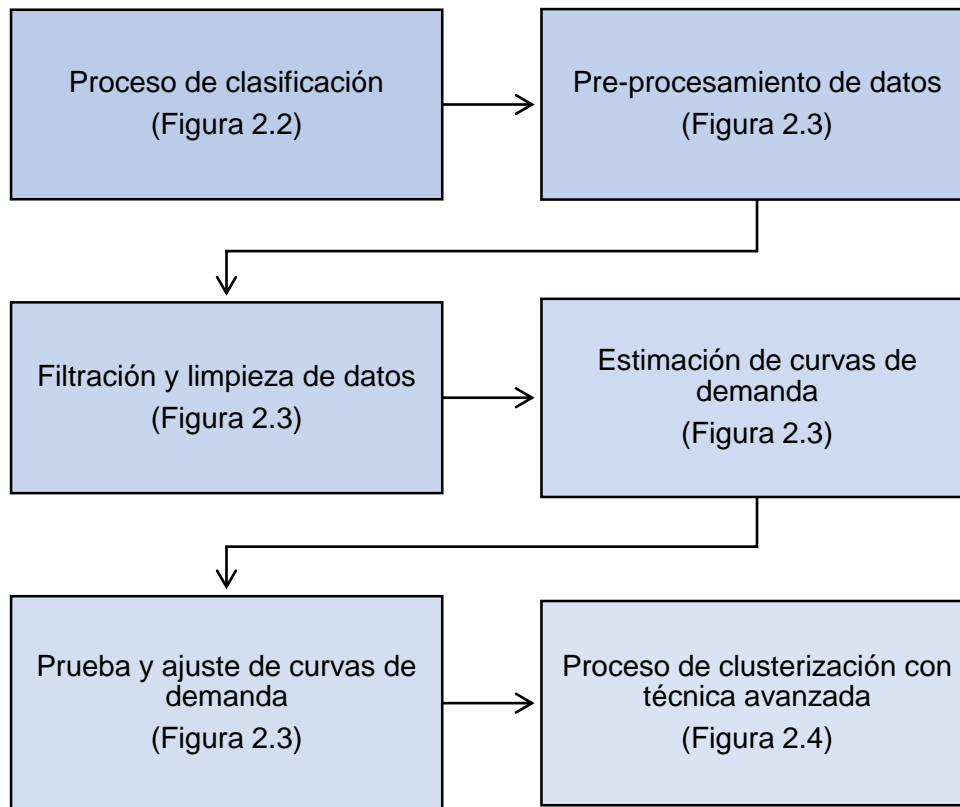 Proceso de clasificación
(Figura 2.2)
Pre-procesamiento de datos
(Figura 2.3)
Filtración y limpieza de datos
(Figura 2.3)
Estimación de curvas de
demanda
(Figura 2.3)
Prueba y ajuste de curvas de
demanda
(Figura 2.3)
Proceso de clusterización con
técnica avanzada
(Figura 2.4)